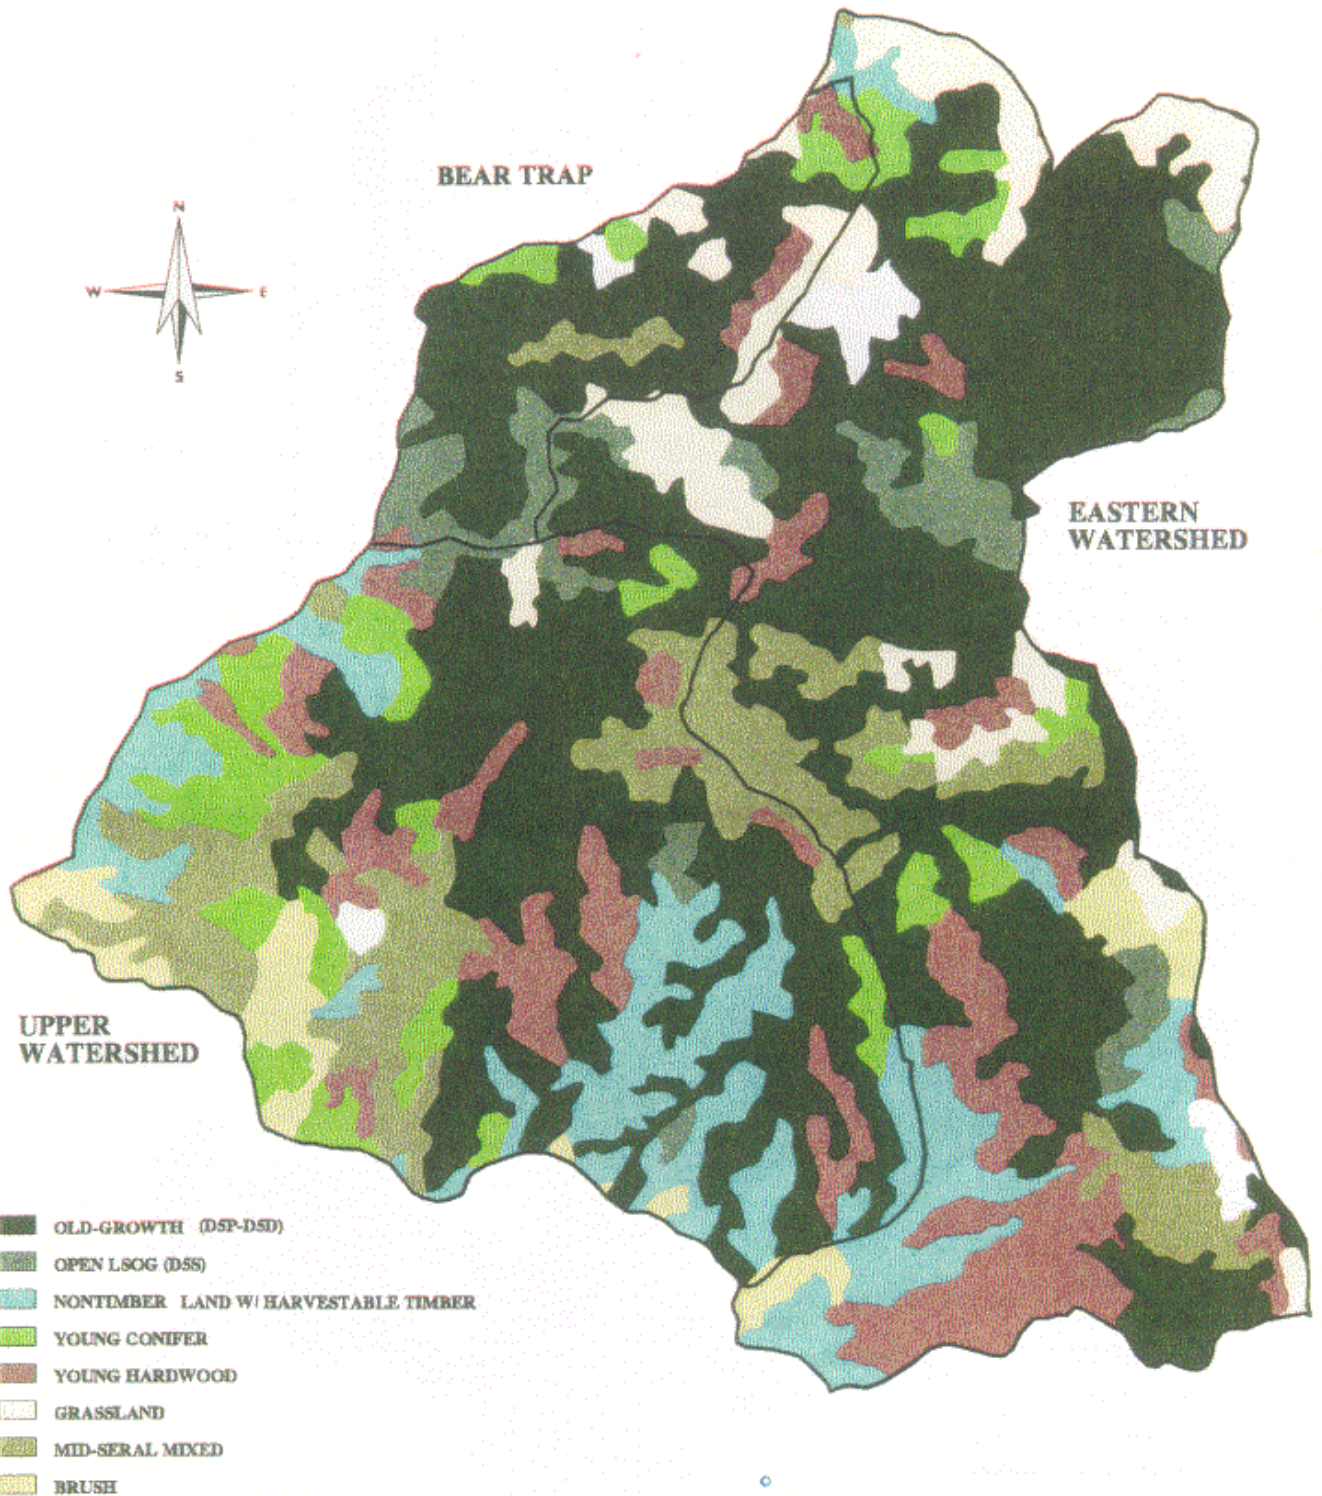 BEAR TRAP
N
W E
S
EASTERN
WATERSHED
UPPER
WATERSHED
OLD-GROWTH (D5P-D5D)
OPEN LSOG (D5S)
NONTIMBER LAND W/ HARVESTABLE TIMBER
YOUNG CONIFER
YOUNG HARDWOOD
GRASSLAND
MID-SERAL MIXED
BRUSH